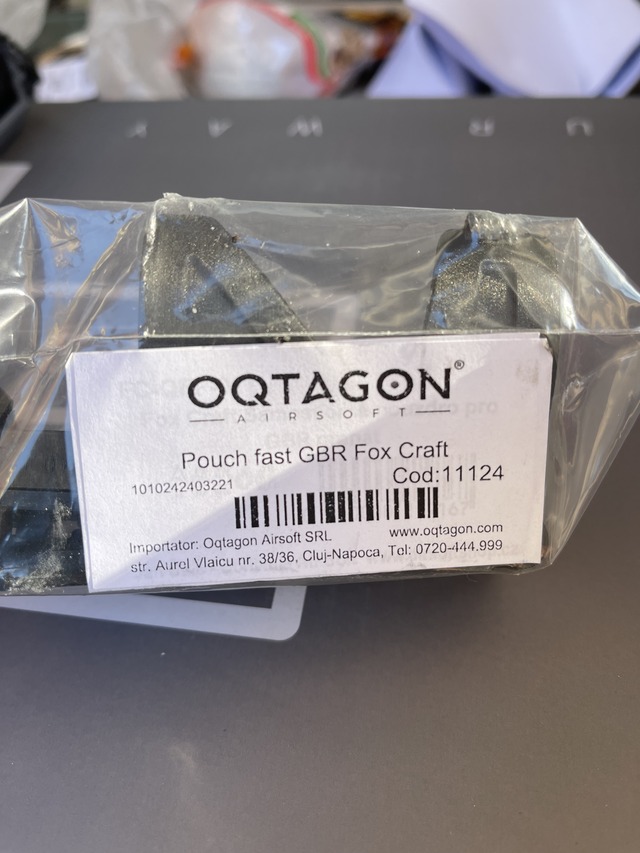 OQTAGON®
AIRSOFT
Pouch fast GBR Fox Craft
1010242403221
Cod:11124
Importator: Oqtagon Airsoft SRL
www.oqtagon.com
str. Aurel Vlaicu nr. 38/36, Cluj-Napoca, Tel: 0720-444.999